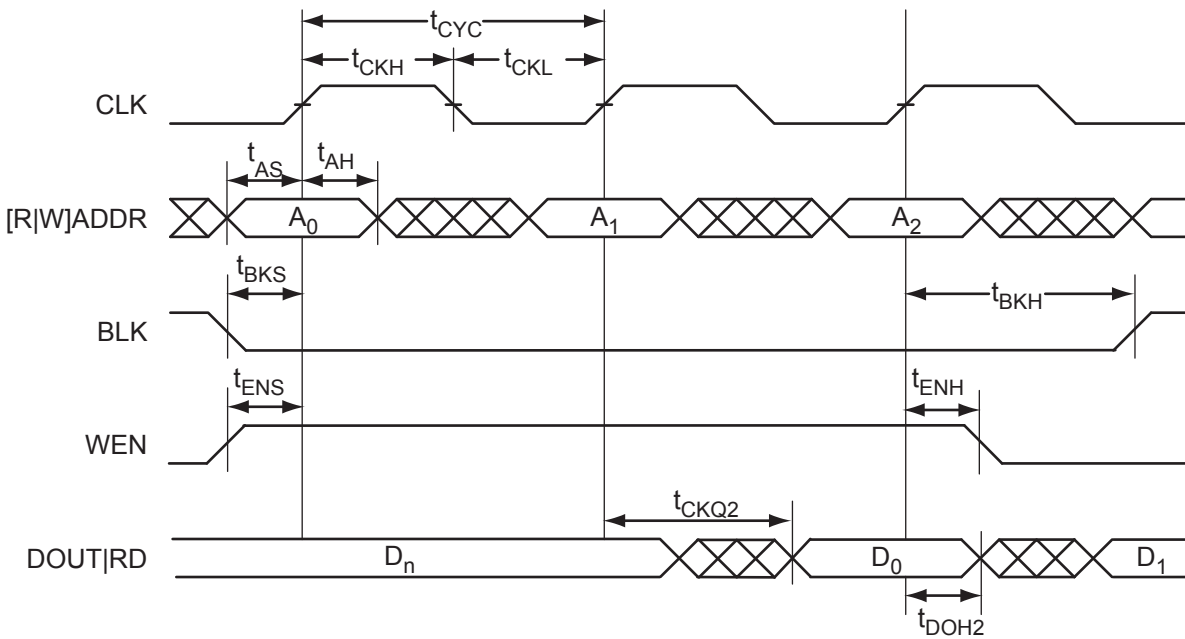 tCYC
tCKH tCKL
CLK
tAS tAH
[R|W]ADDR A0 A1 A2
tBKS tBKH
BLK
tENS tENH
WEN
tCKQ2
DOUT|RD Dn D0 D1
tDOH2